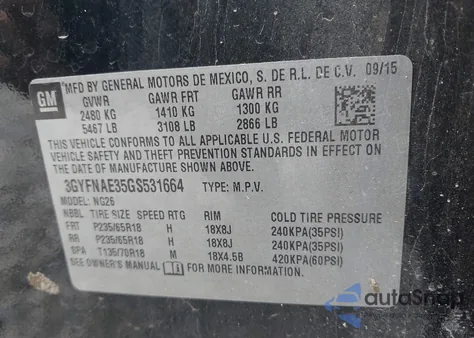 MFD BY GENERAL MOTORS DE MEXICO, S. DE R.L. DE C.V. 09/15
GM
GVWR GAWR FRT GAWR RR
2480 KG 1410 KG 1300 KG
5467 LB 3108 LB 2866 LB
THIS VEHICLE CONFORMS TO ALL APPLICABLE U.S. FEDERAL MOTOR
VEHICLE SAFETY AND THEFT PREVENTION STANDARDS IN EFFECT ON THE
DATE OF MANUFACTURE SHOWN ABOVE.
3GYFNAE35GS531664 TYPE: M.P.V.
MODEL: NG26
NBBL TIRE SIZE SPEED RTG RIM COLD TIRE PRESSURE
FRT P235/65R18 H 18X8J 240KPA(35PSI)
RR P235/65R18 H 18X8J 240KPA(35PSI)
SPA T135/70R18 M 18X4.5B 420KPA(60PSI)
SEE OWNER'S MANUAL FOR MORE INFORMATION.
autoSnap